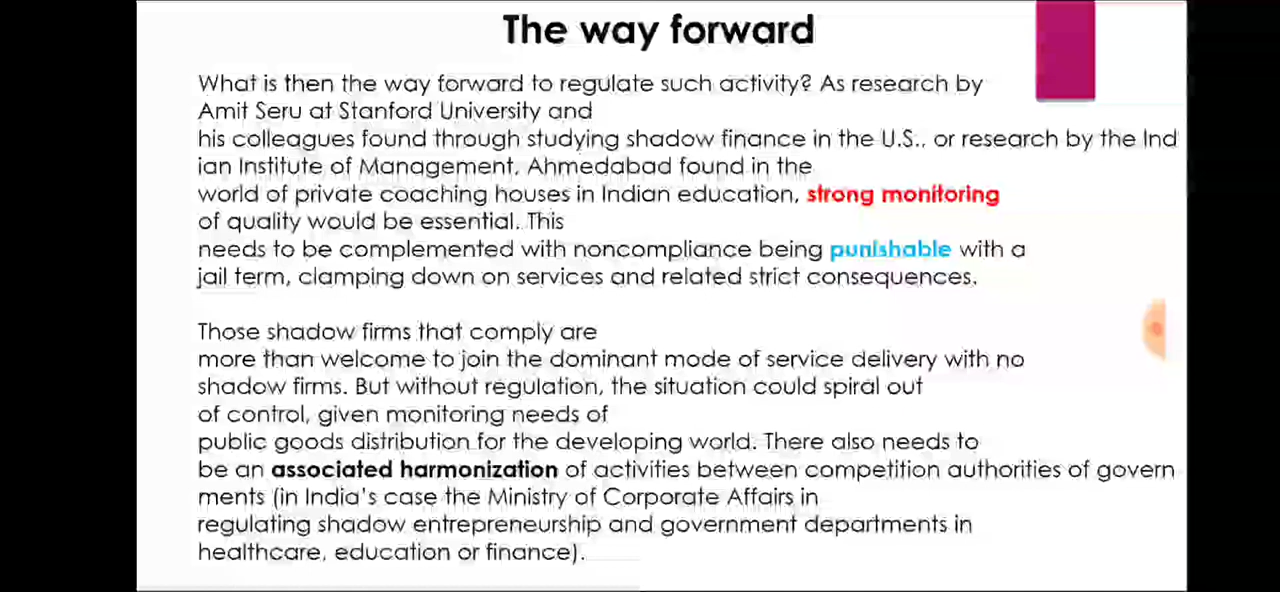 The way forward
What is then the way forward to regulate such activity? As research by
Amit Seru at Stanford University and
his colleagues found through studying shadow finance in the U.S., or research by the Ind
ian Institute of Management, Ahmedabad found in the
world of private coaching houses in Indian education, strong monitoring
of quality would be essential. This
needs to be complemented with noncompliance being punishable with a
jail term, clamping down on services and related strict consequences.
Those shadow firms that comply are
more than welcome to join the dominant mode of service delivery with no
shadow firms. But without regulation, the situation could spiral out
of control, given monitoring needs of
public goods distribution for the developing world. There also needs to
be an associated harmonization of activities between competition authorities of govern
ments (in India's case the Ministry of Corporate Affairs in
regulating shadow entrepreneurship and government departments in
healthcare, education or finance).